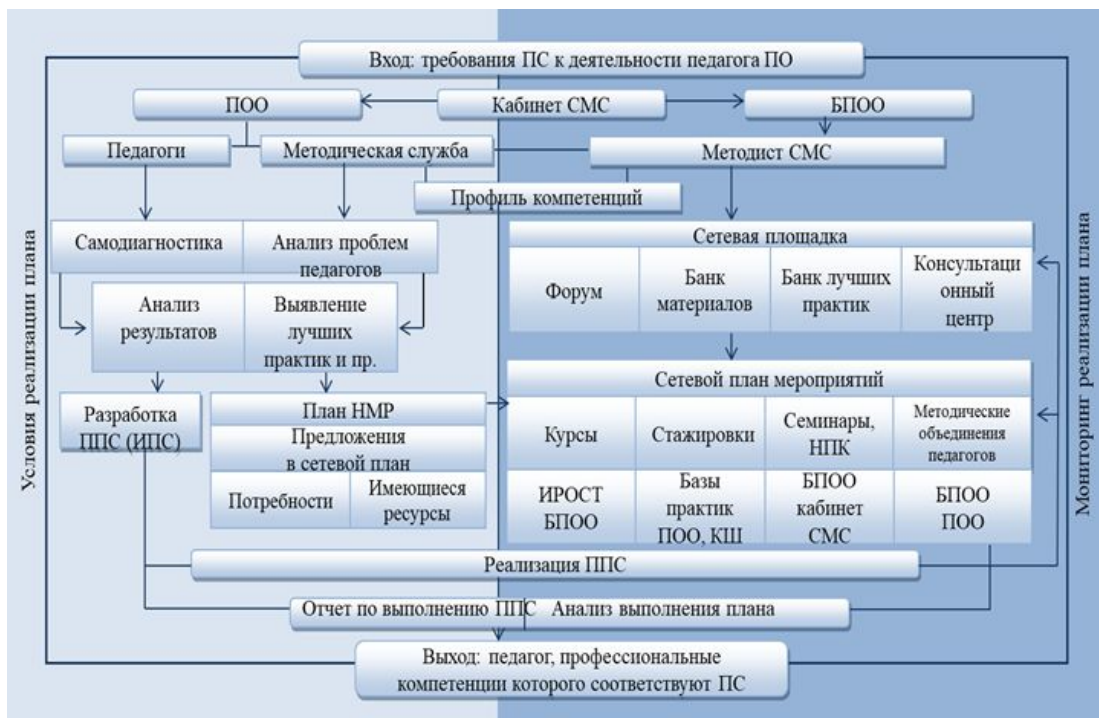 Вход: требования ПС к деятельности педагога ПО
ПОО
Кабинет СМС
БПОО
Педагоги
Методическая служба
Методист СМС
Профиль компетенций
Самодиагностика
Анализ проблем
педагогов
Анализ
результатов
Выявление
лучших
практик и пр.
Разработка
ППС (ИПС)
План НМР
Предложения
в сетевой план
Потребности
Имеющиеся
ресурсы
Сетевая площадка
Форум
Банк
материалов
Банк лучших
практик
Консультаци
онный
центр
Сетевой план мероприятий
Курсы
Стажировки
Семинары,
НПК
Методические
объединения
педагогов
ИРОСТ
БПОО
Базы
практик
ПОО, КШ
БПОО
кабинет
СМС
БПОО
ПОО
Реализация ППС
Отчет по выполнению ППС
Анализ выполнения плана
Выход: педагог, профессиональные
компетенции которого соответствуют ПС
Условия реализации плана
Мониторинг реализации плана